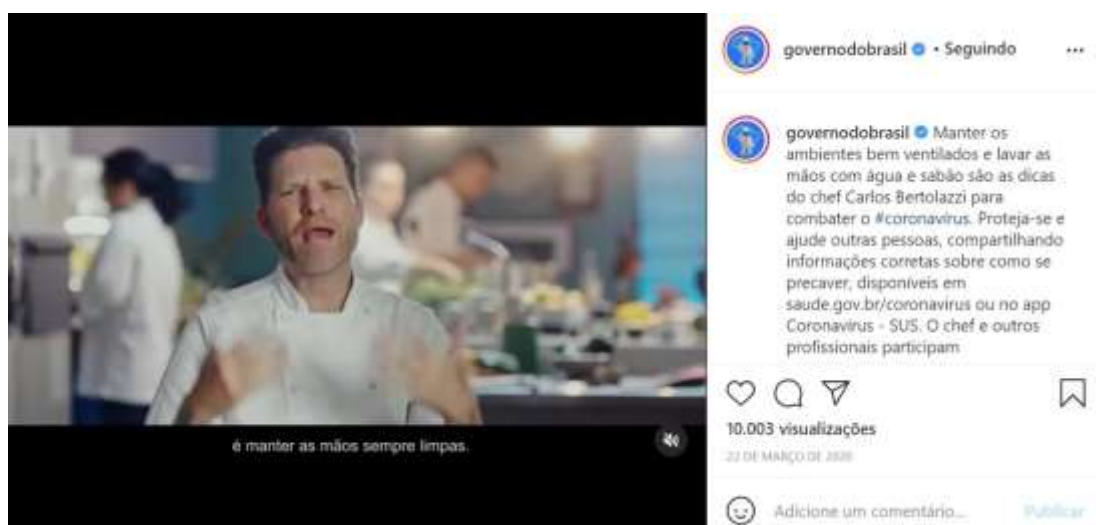 é manter as mãos sempre limpas.
governodobrasil • Seguindo
governodobrasil Manter os
ambientes bem ventilados e lavar as
mãos com água e sabão são as dicas
do chef Carlos Bertolazzi para
combater o #coronavírus. Proteja-se e
ajude outras pessoas, compartilhando
informações corretas sobre como se
precaver, disponíveis em
saude.gov.br/coronavirus ou no app
Coronavírus - SUS. O chef e outros
profissionais participam
10.003 visualizações
22 DE MARÇO DE 2020
Adicione um comentário... Publicar